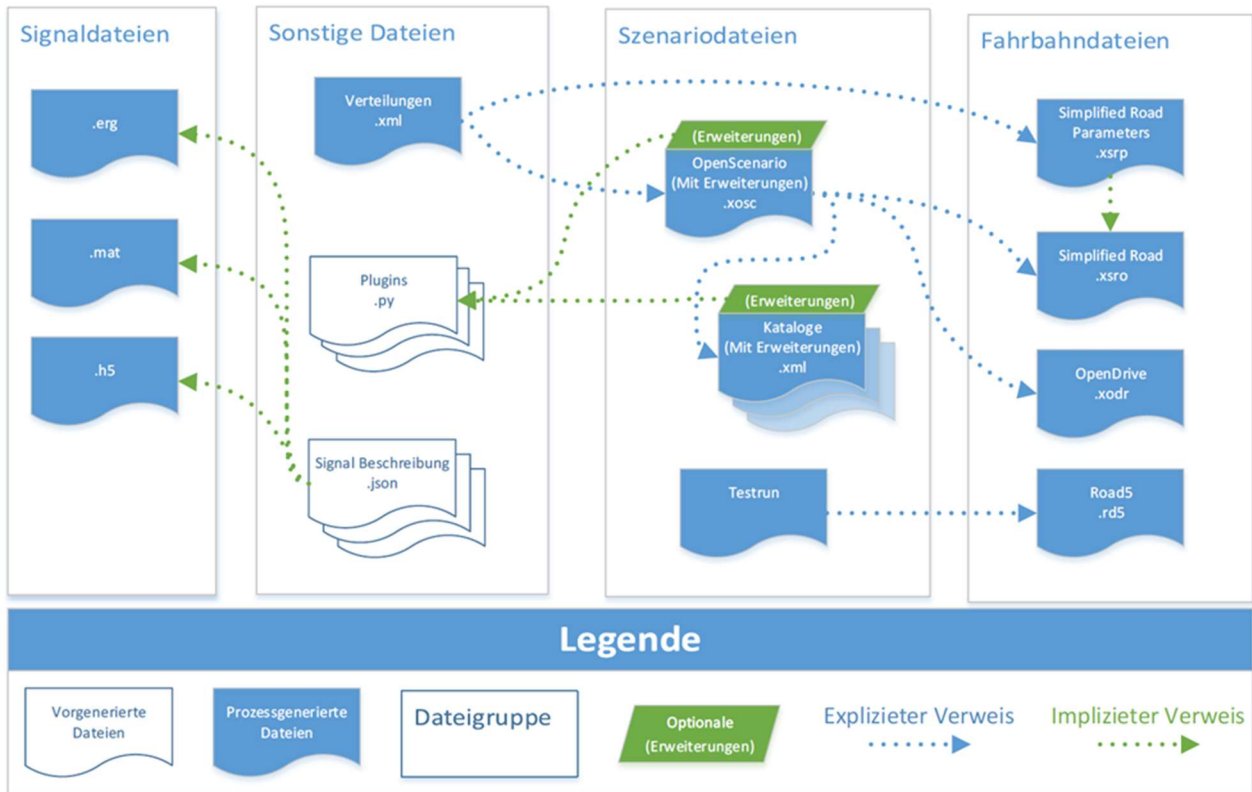 Signaldateien
.erg
.mat
.h5
Sonstige Dateien
Verteilungen
.xml
Plugins
.py
Signal Beschreibung
.json
Szenariodateien
(Erweiterungen)
OpenScenario
(Mit Erweiterungen)
.xosc
(Erweiterungen)
Kataloge
(Mit Erweiterungen)
.xml
Testrun
Fahrbahndateien
Simplified Road
Parameters
.xsrp
Simplified Road
.xsro
OpenDrive
.xodr
Road5
.rd5
Legende
Vorgenerierte
Dateien
Prozessgenerierte
Dateien
Dateigruppe
Optionale
(Erweiterungen)
Explizieter Verweis
Implizieter Verweis